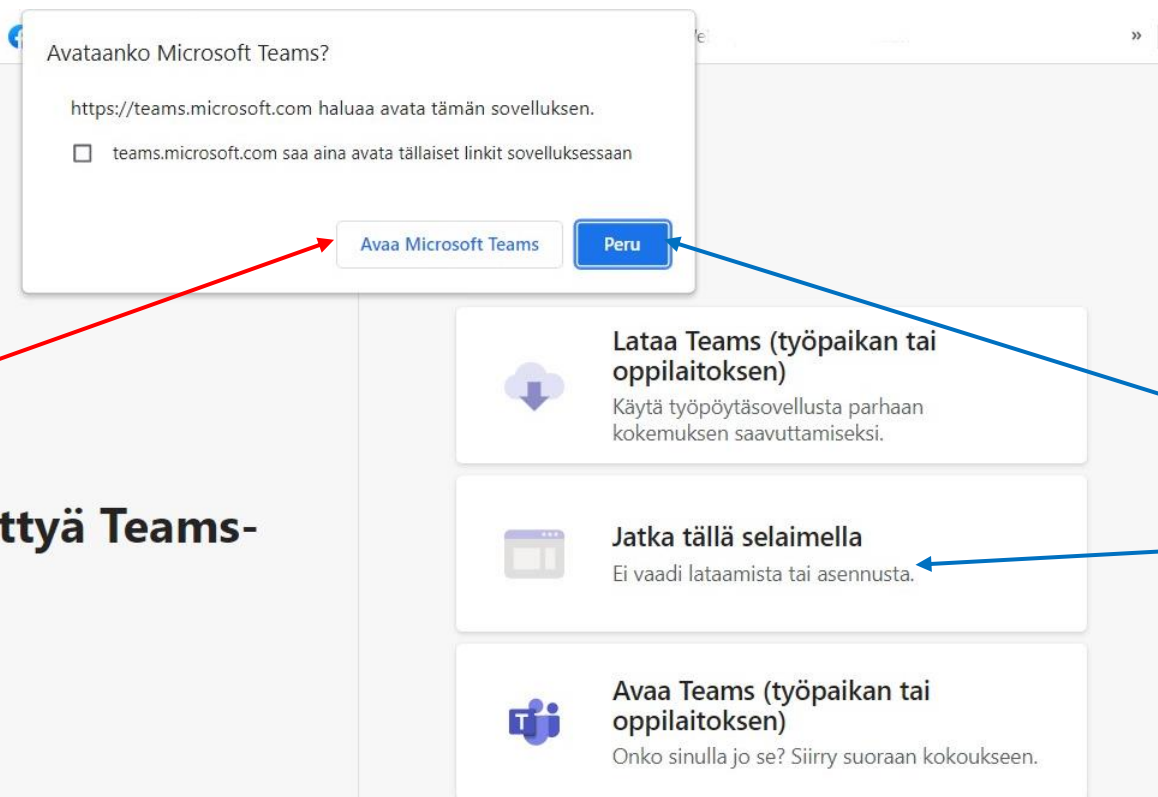 Avataanko Microsoft Teams?
https://teams.microsoft.com haluaa avata tämän sovelluksen.
teams.microsoft.com saa aina avata tällaiset linkit sovelluksessaan
Avaa Microsoft Teams
Peru
»
Lataa Teams (työpaikan tai
oppilaitoksen)
Käytä työpöytäsovellusta parhaan
kokemuksen saavuttamiseksi.
ttyä Teams-
Jatka tällä selaimella
Ei vaadi lataamista tai asennusta.
Avaa Teams (työpaikan tai
oppilaitoksen)
Onko sinulla jo se? Siirry suoraan kokoukseen.